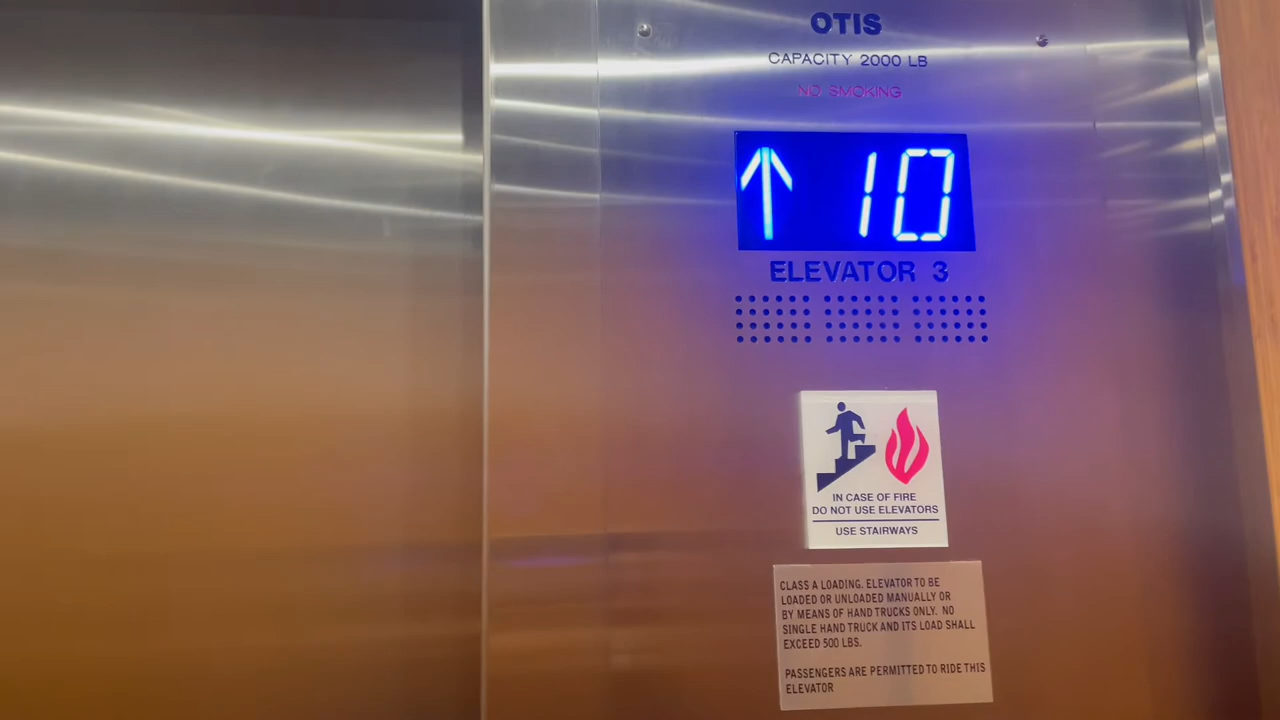 OTIS
CAPACITY 2000 LB
NO SMOKING
↑ 10
ELEVATOR 3
IN CASE OF FIRE
DO NOT USE ELEVATORS
USE STAIRWAYS
CLASS A LOADING. ELEVATOR TO BE
LOADED OR UNLOADED MANUALLY OR
BY MEANS OF HAND TRUCKS ONLY. NO
SINGLE HAND TRUCK AND ITS LOAD SHALL
EXCEED 500 LBS.
PASSENGERS ARE PERMITTED TO RIDE THIS
ELEVATOR